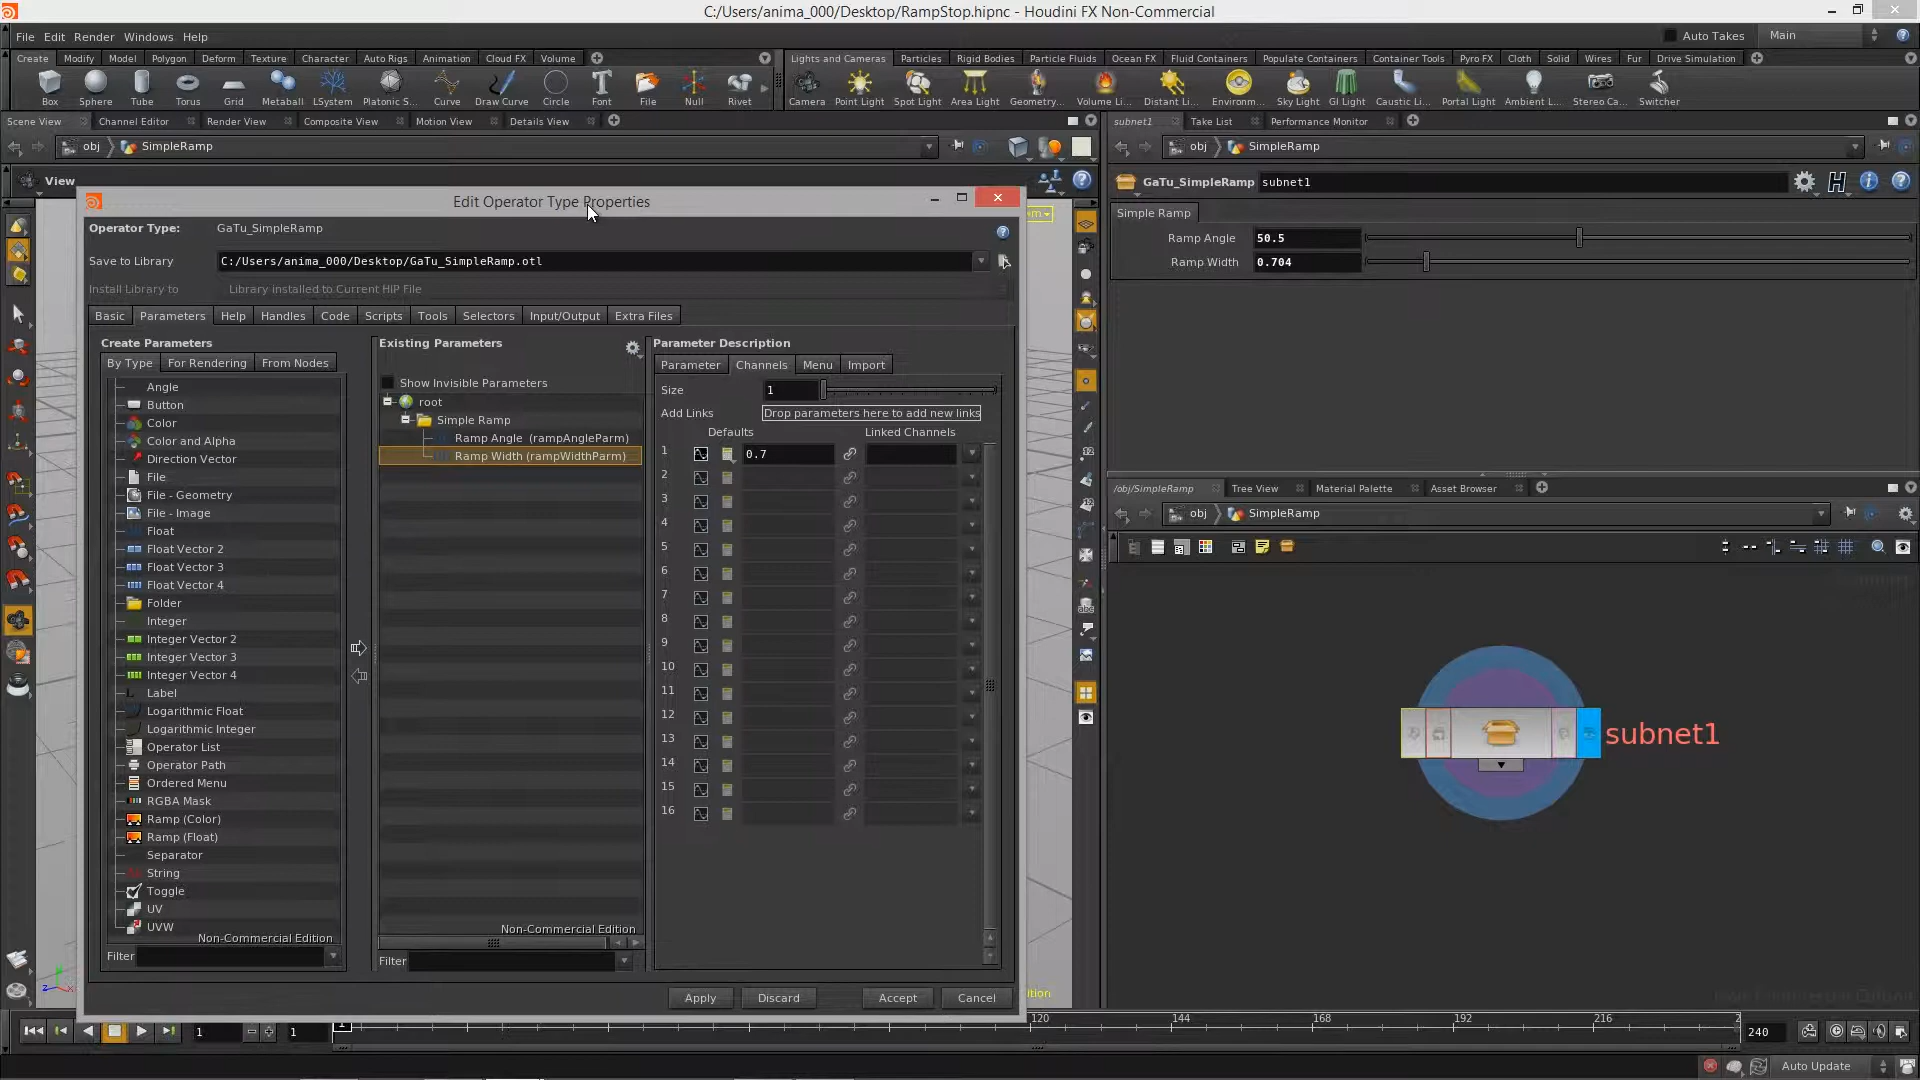 C:/Users/anima_000/Desktop/RampStop.hipnc - Houdini FX Non-Commercial
File Edit Render Windows Help
Auto Takes Main
Create Modify Model Polygon Deform Texture Character Auto Rigs Animation Cloud FX Volume
Lights and Cameras Particles Rigid Bodies Particle Fluids Ocean FX Fluid Containers Populate Containers Container Tools Pyro FX Cloth Solid Wires Fur Drive Simulation
Box Sphere Tube Torus Grid Metaball LSystem Platonic S... Curve Draw Curve Circle Font File Null Rivet
Camera Point Light Spot Light Area Light Geometry... Volume Li... Distant Li... Environm... Sky Light GI Light Caustic Li... Portal Light Ambient L... Stereo Ca... Switcher
Scene View Channel Editor Render View Composite View Motion View Details View
subnet1 Take List Performance Monitor
obj SimpleRamp
obj SimpleRamp
View
GaTu_SimpleRamp subnet1
Simple Ramp
Ramp Angle 50.5
Ramp Width 0.704
Edit Operator Type Properties
Operator Type: GaTu_SimpleRamp
Save to Library C:/Users/anima_000/Desktop/GaTu_SimpleRamp.otl
Install Library to Library installed to Current HIP File
Basic Parameters Help Handles Code Scripts Tools Selectors Input/Output Extra Files
Create Parameters
By Type For Rendering From Nodes
Angle
Button
Color
Color and Alpha
Direction Vector
File
File - Geometry
File - Image
Float
Float Vector 2
Float Vector 3
Float Vector 4
Folder
Integer
Integer Vector 2
Integer Vector 3
Integer Vector 4
Label
Logarithmic Float
Logarithmic Integer
Operator List
Operator Path
Ordered Menu
RGBA Mask
Ramp (Color)
Ramp (Float)
Separator
String
Toggle
UV
UVW
Non-Commercial Edition
Filter
Existing Parameters
Show Invisible Parameters
root
Simple Ramp
Ramp Angle (rampAngleParm)
Ramp Width (rampWidthParm)
Non-Commercial Edition
Filter
Parameter Description
Parameter Channels Menu Import
Size 1
Add Links Drop parameters here to add new links
Defaults Linked Channels
1 0.7
2
3
4
5
6
7
8
9
10
11
12
13
14
15
16
Apply Discard Accept Cancel
/obj/SimpleRamp Tree View Material Palette Asset Browser
obj SimpleRamp
subnet1
1 1 1 120 144 168 192 216 2 240
Auto Update